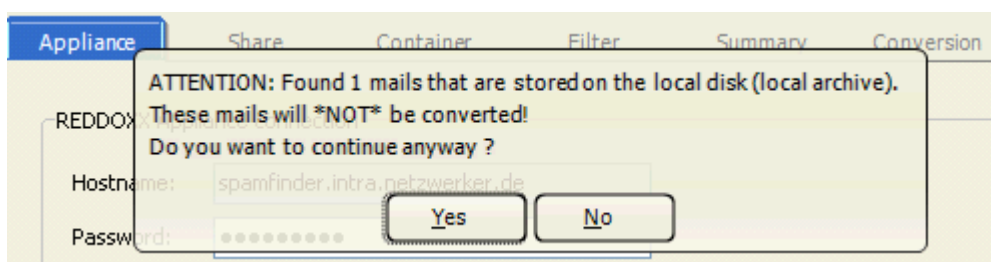 Appliance Share Container Filter Summary Conversion
ATTENTION: Found 1 mails that are stored on the local disk (local archive).
These mails will *NOT* be converted!
Do you want to continue anyway ?
REDDOXX Appliance connection
Hostname: spamfinder.intra.netzwerker.de
Yes No
Password: ●●●●●●●●●